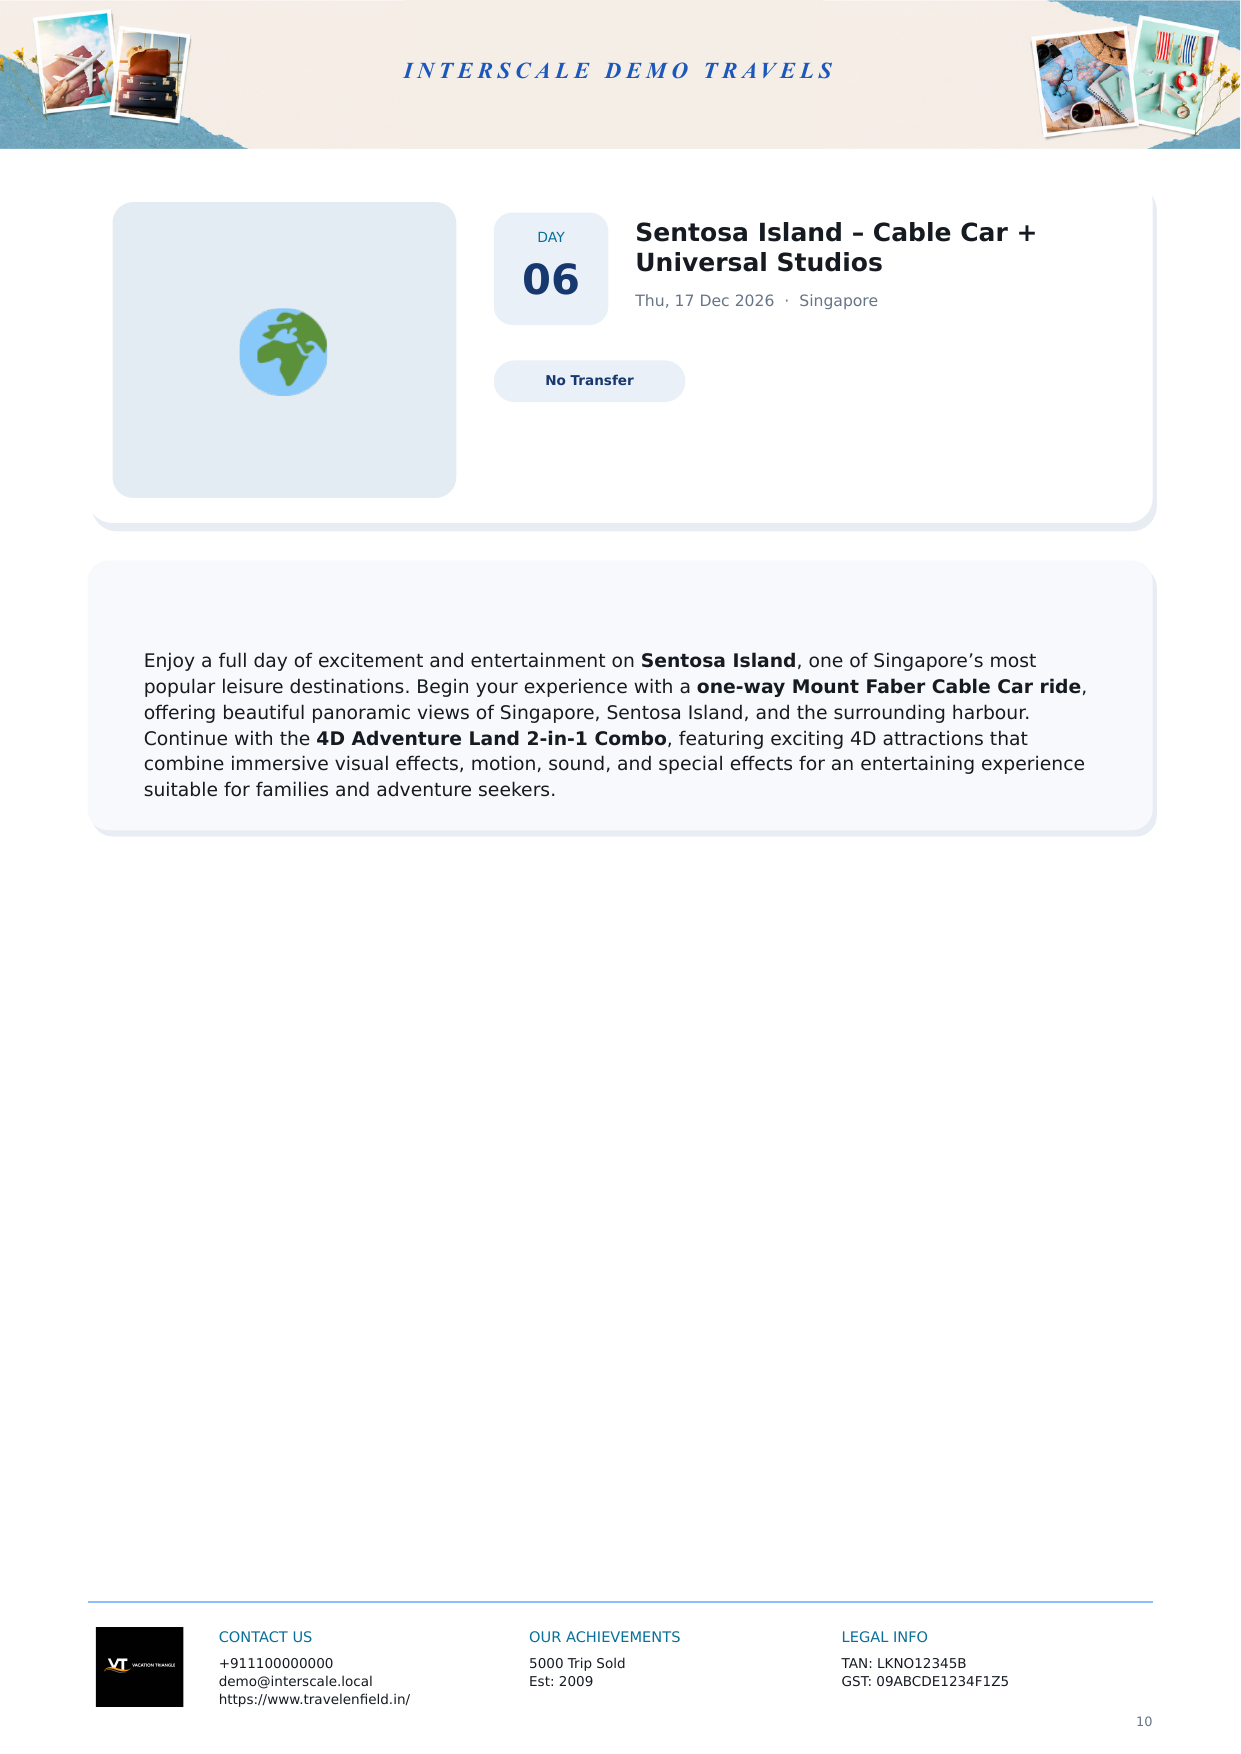 INTERSCALE DEMO TRAVELS
DAY
06
Sentosa Island – Cable Car +
Universal Studios
Thu, 17 Dec 2026 · Singapore
No Transfer
Enjoy a full day of excitement and entertainment on Sentosa Island, one of Singapore’s most
popular leisure destinations. Begin your experience with a one-way Mount Faber Cable Car ride,
offering beautiful panoramic views of Singapore, Sentosa Island, and the surrounding harbour.
Continue with the 4D Adventure Land 2-in-1 Combo, featuring exciting 4D attractions that
combine immersive visual effects, motion, sound, and special effects for an entertaining experience
suitable for families and adventure seekers.
VT VACATION TRIANGLE
CONTACT US
+911100000000
demo@interscale.local
https://www.travelenfield.in/
OUR ACHIEVEMENTS
5000 Trip Sold
Est: 2009
LEGAL INFO
TAN: LKNO12345B
GST: 09ABCDE1234F1Z5
10